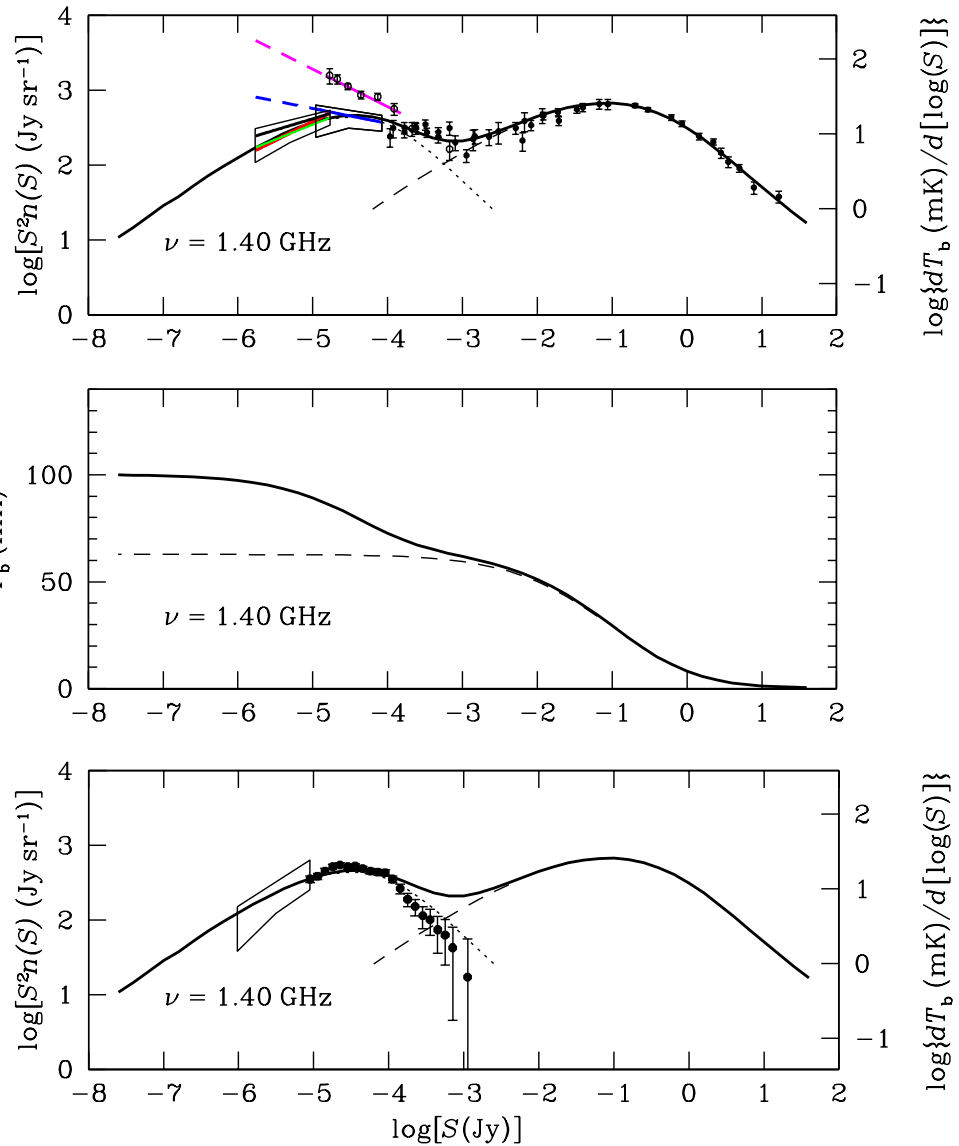 4
3
2
1
0
log[S²n(S) (Jy sr⁻¹)]
2
1
0
−1
log{dT_b (mK)/d[log(S)]}
ν = 1.40 GHz
−8 −7 −6 −5 −4 −3 −2 −1 0 1 2
100
50
0
ν = 1.40 GHz
−8 −7 −6 −5 −4 −3 −2 −1 0 1 2
4
3
2
1
0
log[S²n(S) (Jy sr⁻¹)]
2
1
0
−1
log{dT_b (mK)/d[log(S)]}
ν = 1.40 GHz
−8 −7 −6 −5 −4 −3 −2 −1 0 1 2
log[S(Jy)]